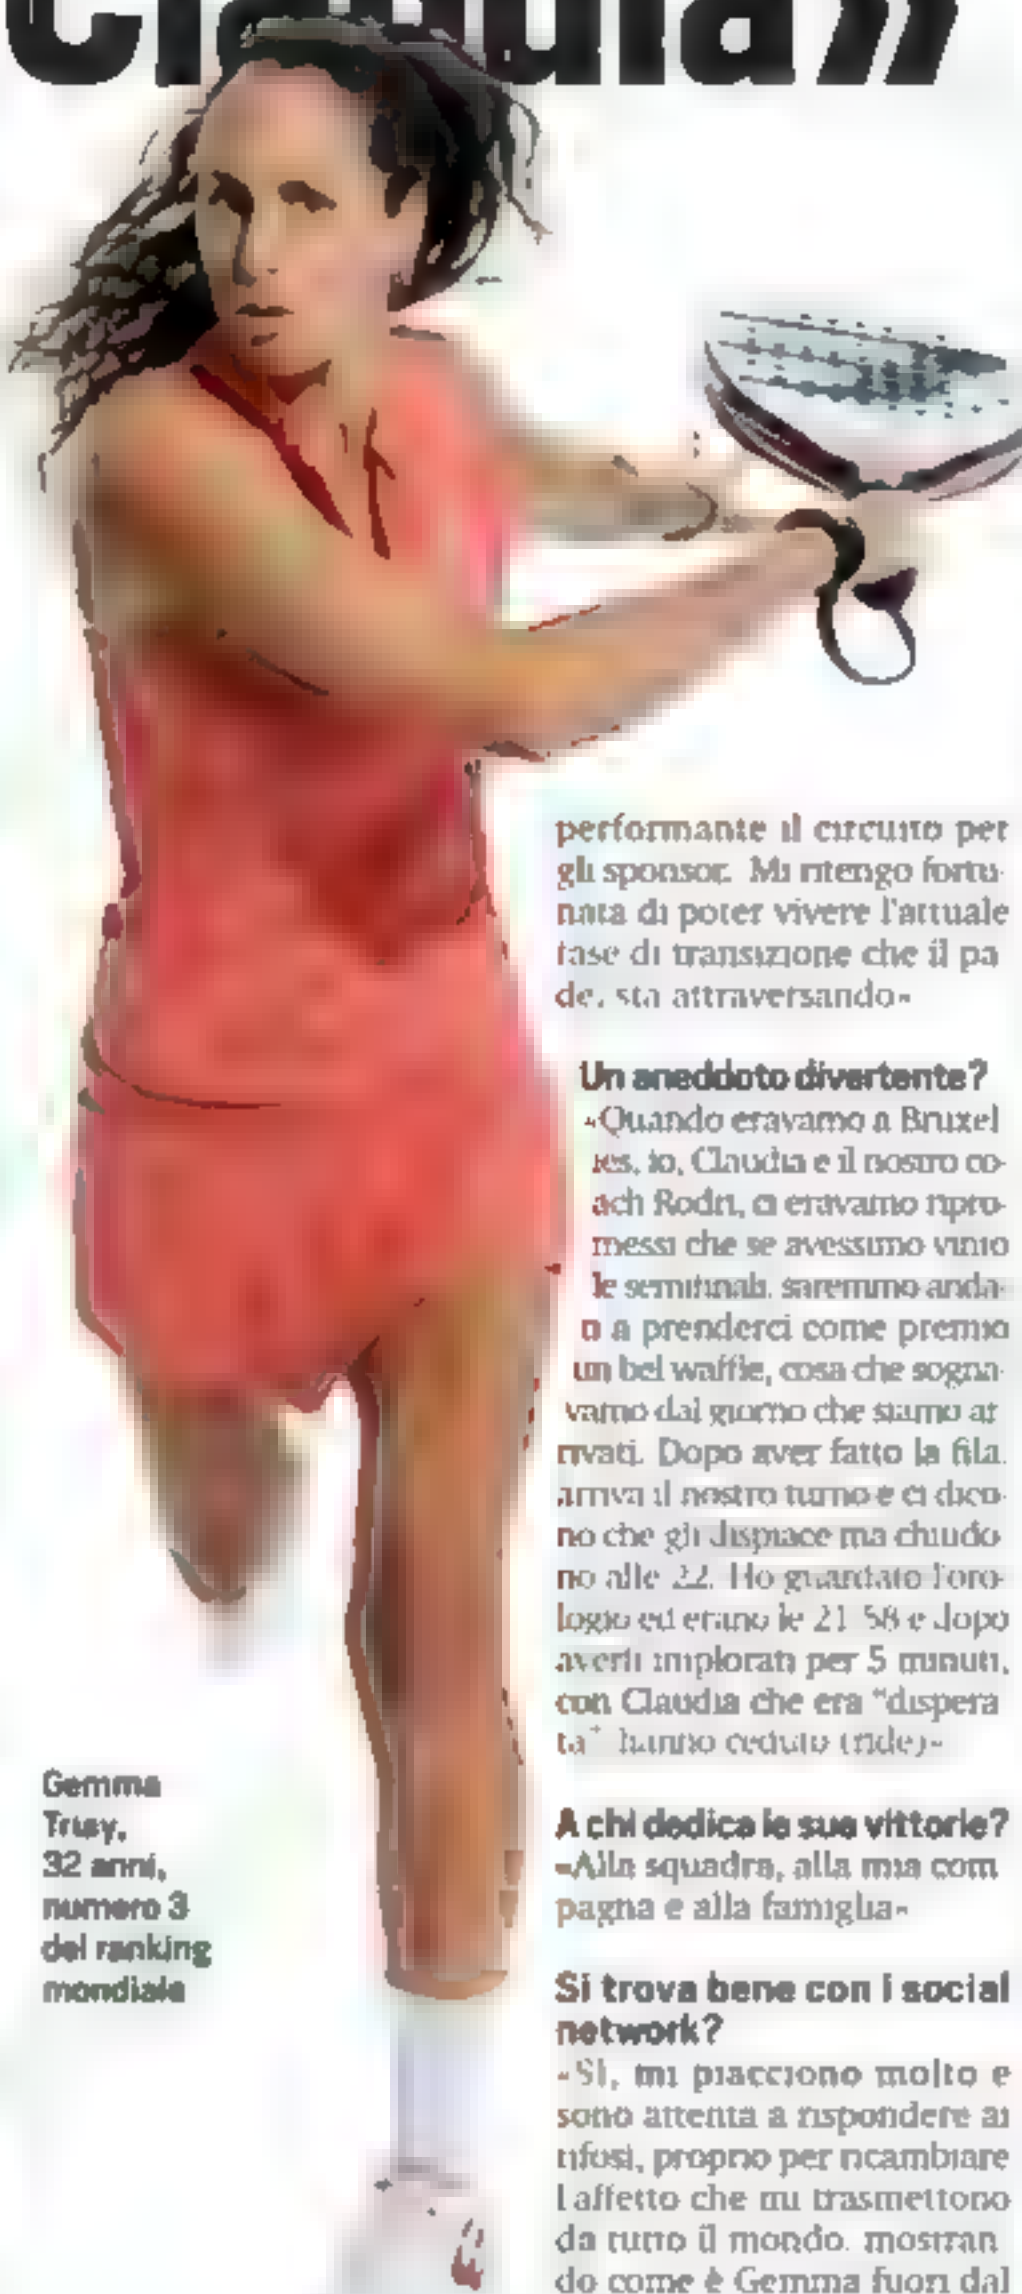 Claudia»
performante il circuito per
gli sponsor. Mi ritengo fortu-
nata di poter vivere l'attuale
fase di transizione che il pa
del sta attraversando»
Un aneddoto divertente?
«Quando eravamo a Bruxel
les, io, Claudia e il nostro co-
ach Rodri, ci eravamo ripro-
messi che se avessimo vinto
le semifinali, saremmo anda-
ti a prenderci come premio
un bel waffle, cosa che sogna-
vamo dal giorno che siamo ar
rivati. Dopo aver fatto la fila,
arriva il nostro turno e ci dico-
no che gli dispiace ma chiudo
no alle 22. Ho guardato l'oro-
logio ed erano le 21 58 e dopo
averli implorati per 5 minuti,
con Claudia che era "dispera
ta" hanno ceduto (ride)»
A chi dedica le sue vittorie?
«Alla squadra, alla mia com
pagna e alla famiglia»
Si trova bene con i social
network?
«Sì, mi piacciono molto e
sono attenta a rispondere ai
tifosi, proprio per ricambiare
l'affetto che mi trasmettono
da tutto il mondo, mostran
do come è Gemma fuori dal
Gemma
Triay,
32 anni,
numero 3
del ranking
mondiale